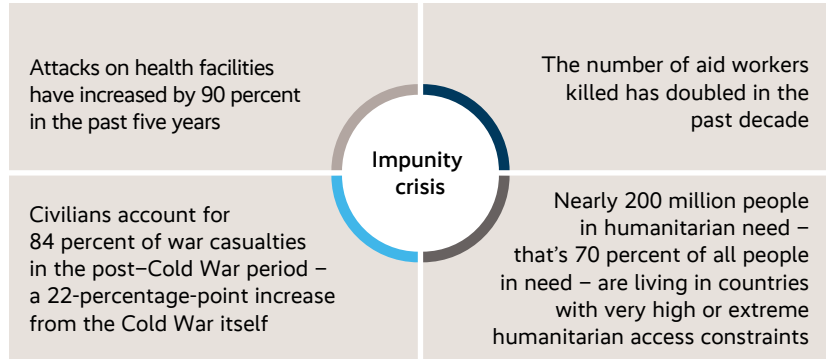 Attacks on health facilities
have increased by 90 percent
in the past five years
The number of aid workers
killed has doubled in the
past decade
Impunity
crisis
Civilians account for
84 percent of war casualties
in the post–Cold War period –
a 22-percentage-point increase
from the Cold War itself
Nearly 200 million people
in humanitarian need –
that’s 70 percent of all people
in need – are living in countries
with very high or extreme
humanitarian access constraints